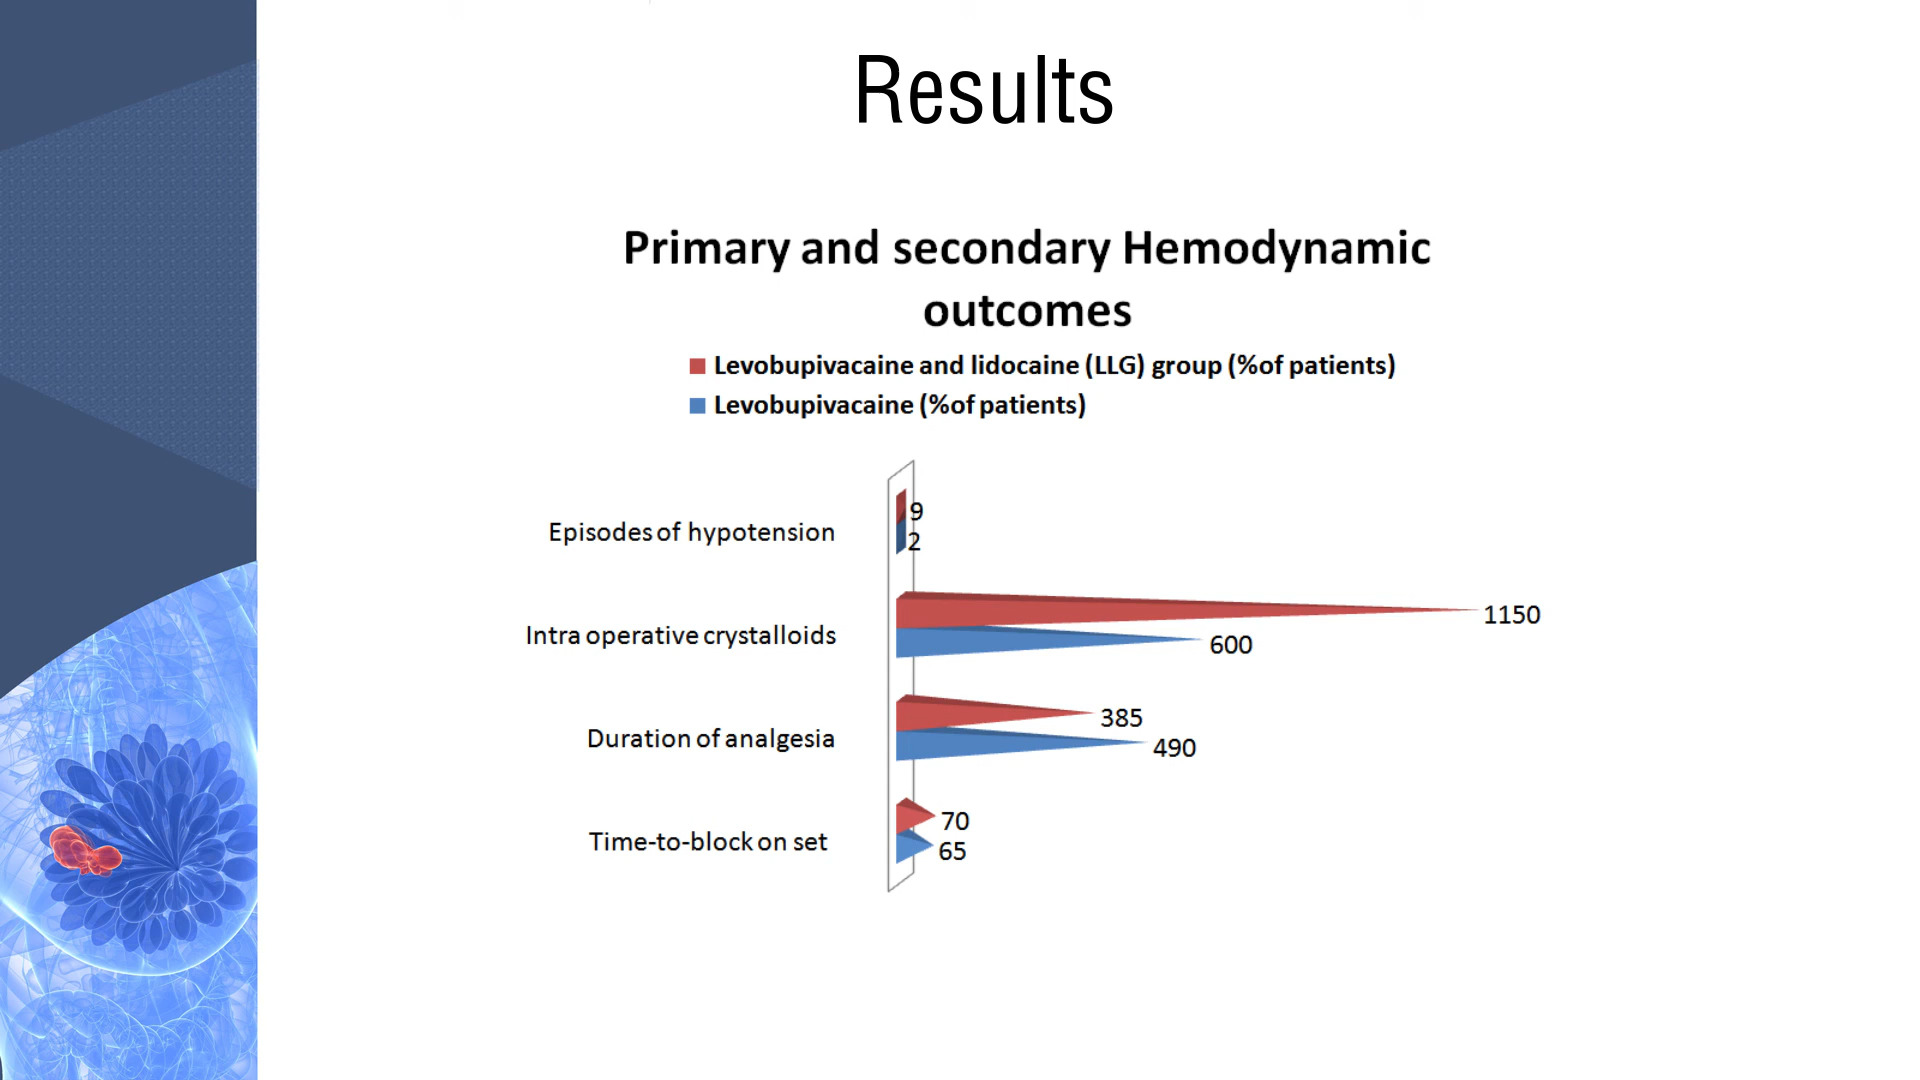 Results
Primary and secondary Hemodynamic
outcomes
Levobupivacaine and lidocaine (LLG) group (%of patients)
Levobupivacaine (%of patients)
Episodes of hypotension
9
2
Intra operative crystalloids
1150
600
Duration of analgesia
385
490
Time-to-block on set
70
65